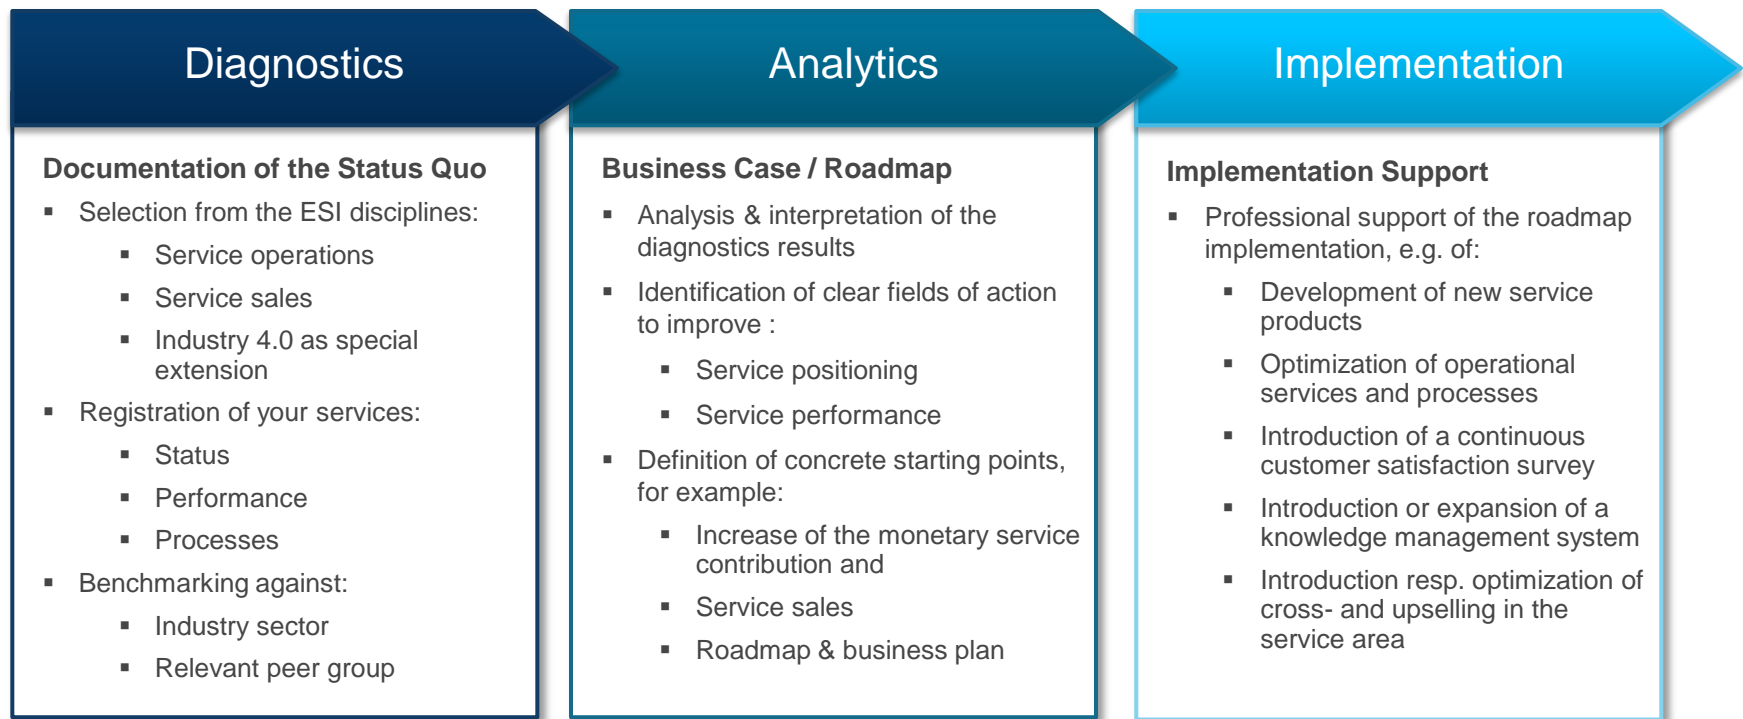 Diagnostics
Documentation of the Status Quo
▪ Selection from the ESI disciplines:
▪ Service operations
▪ Service sales
▪ Industry 4.0 as special
extension
▪ Registration of your services:
▪ Status
▪ Performance
▪ Processes
▪ Benchmarking against:
▪ Industry sector
▪ Relevant peer group
Analytics
Business Case / Roadmap
▪ Analysis & interpretation of the
diagnostics results
▪ Identification of clear fields of action
to improve :
▪ Service positioning
▪ Service performance
▪ Definition of concrete starting points,
for example:
▪ Increase of the monetary service
contribution and
▪ Service sales
▪ Roadmap & business plan
Implementation
Implementation Support
▪ Professional support of the roadmap
implementation, e.g. of:
▪ Development of new service
products
▪ Optimization of operational
services and processes
▪ Introduction of a continuous
customer satisfaction survey
▪ Introduction or expansion of a
knowledge management system
▪ Introduction resp. optimization of
cross- and upselling in the
service area